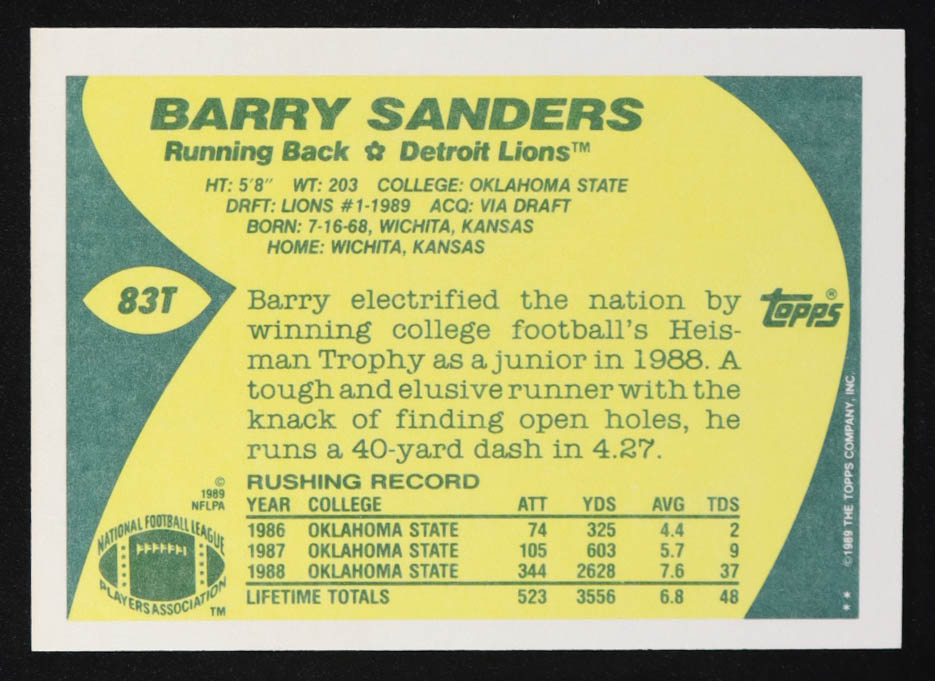 BARRY SANDERS
Running Back ✿ Detroit Lions™
HT: 5'8" WT: 203 COLLEGE: OKLAHOMA STATE
DRFT: LIONS #1-1989 ACQ: VIA DRAFT
BORN: 7-16-68, WICHITA, KANSAS
HOME: WICHITA, KANSAS
83T
Barry electrified the nation by
winning college football's Heis-
man Trophy as a junior in 1988. A
tough and elusive runner with the
knack of finding open holes, he
runs a 40-yard dash in 4.27.
topps®
©1989 THE TOPPS COMPANY, INC.
**
RUSHING RECORD
YEAR COLLEGE ATT YDS AVG TDS
1986 OKLAHOMA STATE 74 325 4.4 2
1987 OKLAHOMA STATE 105 603 5.7 9
1988 OKLAHOMA STATE 344 2628 7.6 37
LIFETIME TOTALS 523 3556 6.8 48
©
1989
NFLPA
NATIONAL FOOTBALL LEAGUE
PLAYERS ASSOCIATION
TM